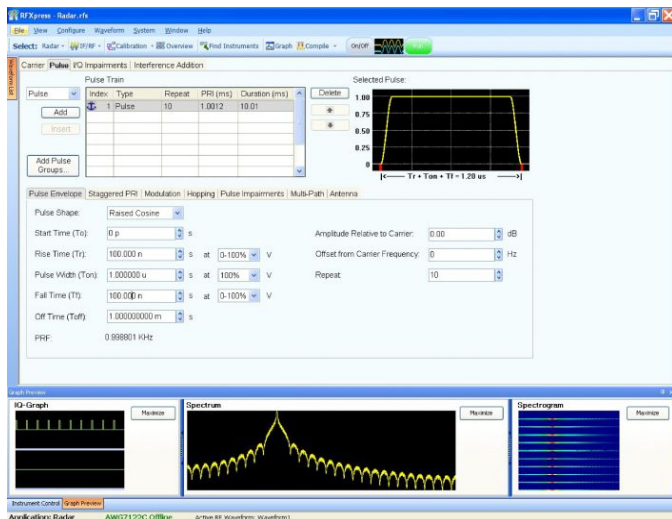 RFXpress - Radar.rfs
File View Configure Waveform System Window Help
Select: Radar IF/RF Calibration Overview Find Instruments Graph Compile On/Off
Waveform List
Carrier Pulse I/Q Impairments Interference Addition
Pulse Train
Selected Pulse:
Pulse
Index Type Repeat PRI (ms) Duration (ms)
1 Pulse 10 1.0012 10.01
Add
Insert
Add Pulse
Groups...
Delete
1.00
0.75
0.50
0.25
0
Tr + Ton + Tf = 1.20 us
Pulse Envelope Staggered PRI Modulation Hopping Pulse Impairments Multi-Path Antenna
Pulse Shape: Raised Cosine
Start Time (To): 0 p s Amplitude Relative to Carrier: 0.00 dB
Rise Time (Tr): 100.000 n s at 0-100% V Offset from Carrier Frequency: 0 Hz
Pulse Width (Ton): 1.000000 u s at 100% V Repeat: 10
Fall Time (Tf): 100.000 n s at 0-100% V
Off Time (Toff): 1.000000000 m s
PRF: 0.998801 KHz
Graph Preview
IQ-Graph Maximize Spectrum Maximize Spectrogram Maximize
Instrument Control Graph Preview
Application: Radar AWG7122C Offline Active RF Waveform: Waveform1